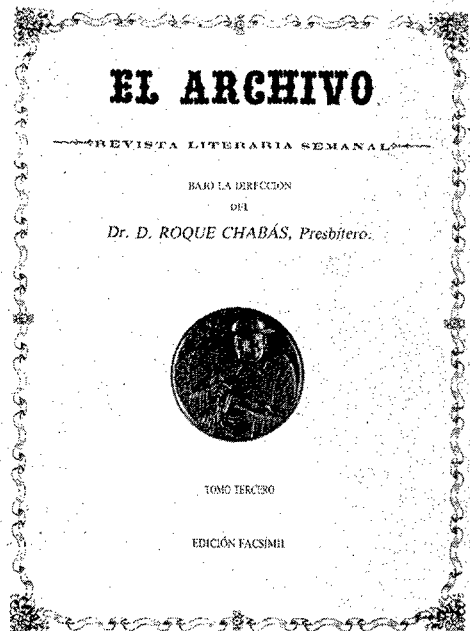 EL ARCHIVO
REVISTA LITERARIA SEMANAL
BAJO LA DIRECCION
DEL
Dr. D. ROQUE CHABÁS, Presbítero.
TOMO TERCERO
EDICIÓN FACSÍMIL